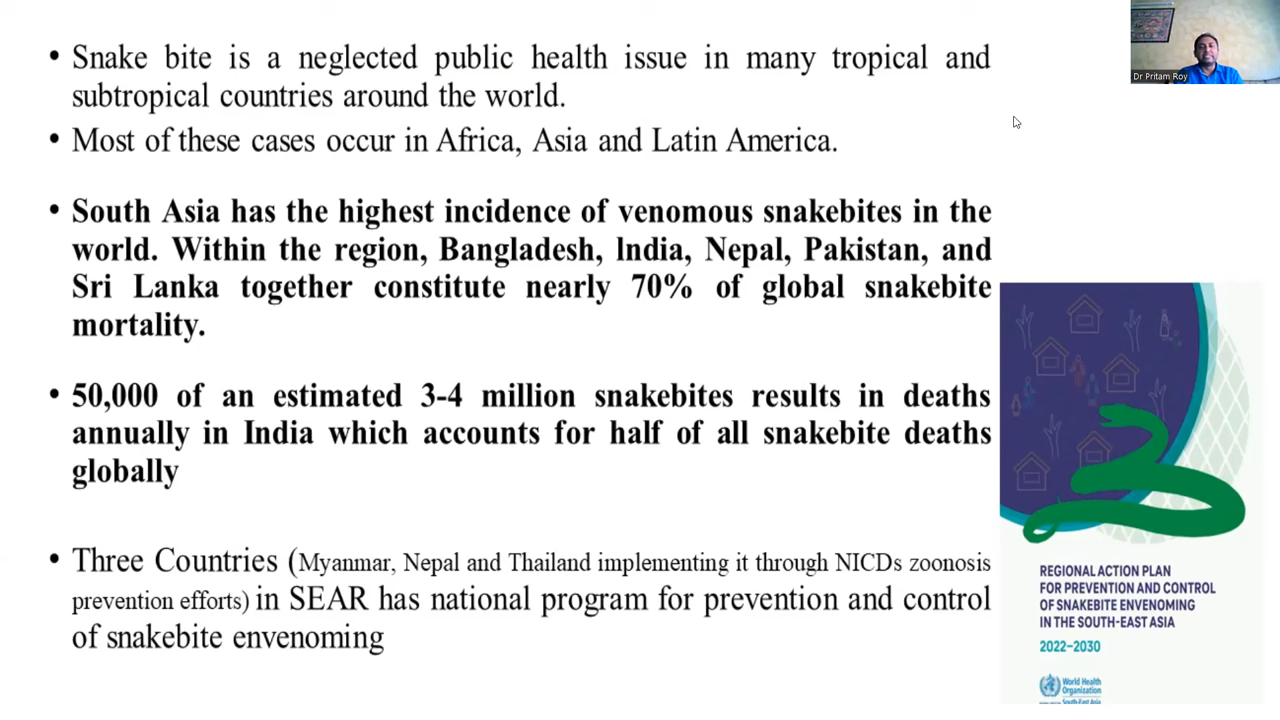 • Snake bite is a neglected public health issue in many tropical and
subtropical countries around the world.
• Most of these cases occur in Africa, Asia and Latin America.
• South Asia has the highest incidence of venomous snakebites in the
world. Within the region, Bangladesh, India, Nepal, Pakistan, and
Sri Lanka together constitute nearly 70% of global snakebite
mortality.
• 50,000 of an estimated 3-4 million snakebites results in deaths
annually in India which accounts for half of all snakebite deaths
globally
• Three Countries (Myanmar, Nepal and Thailand implementing it through NICDs zoonosis
prevention efforts) in SEAR has national program for prevention and control
of snakebite envenoming
Dr Pritam Roy
REGIONAL ACTION PLAN
FOR PREVENTION AND CONTROL
OF SNAKEBITE ENVENOMING
IN THE SOUTH-EAST ASIA
2022–2030
World Health
Organization
South-East Asia